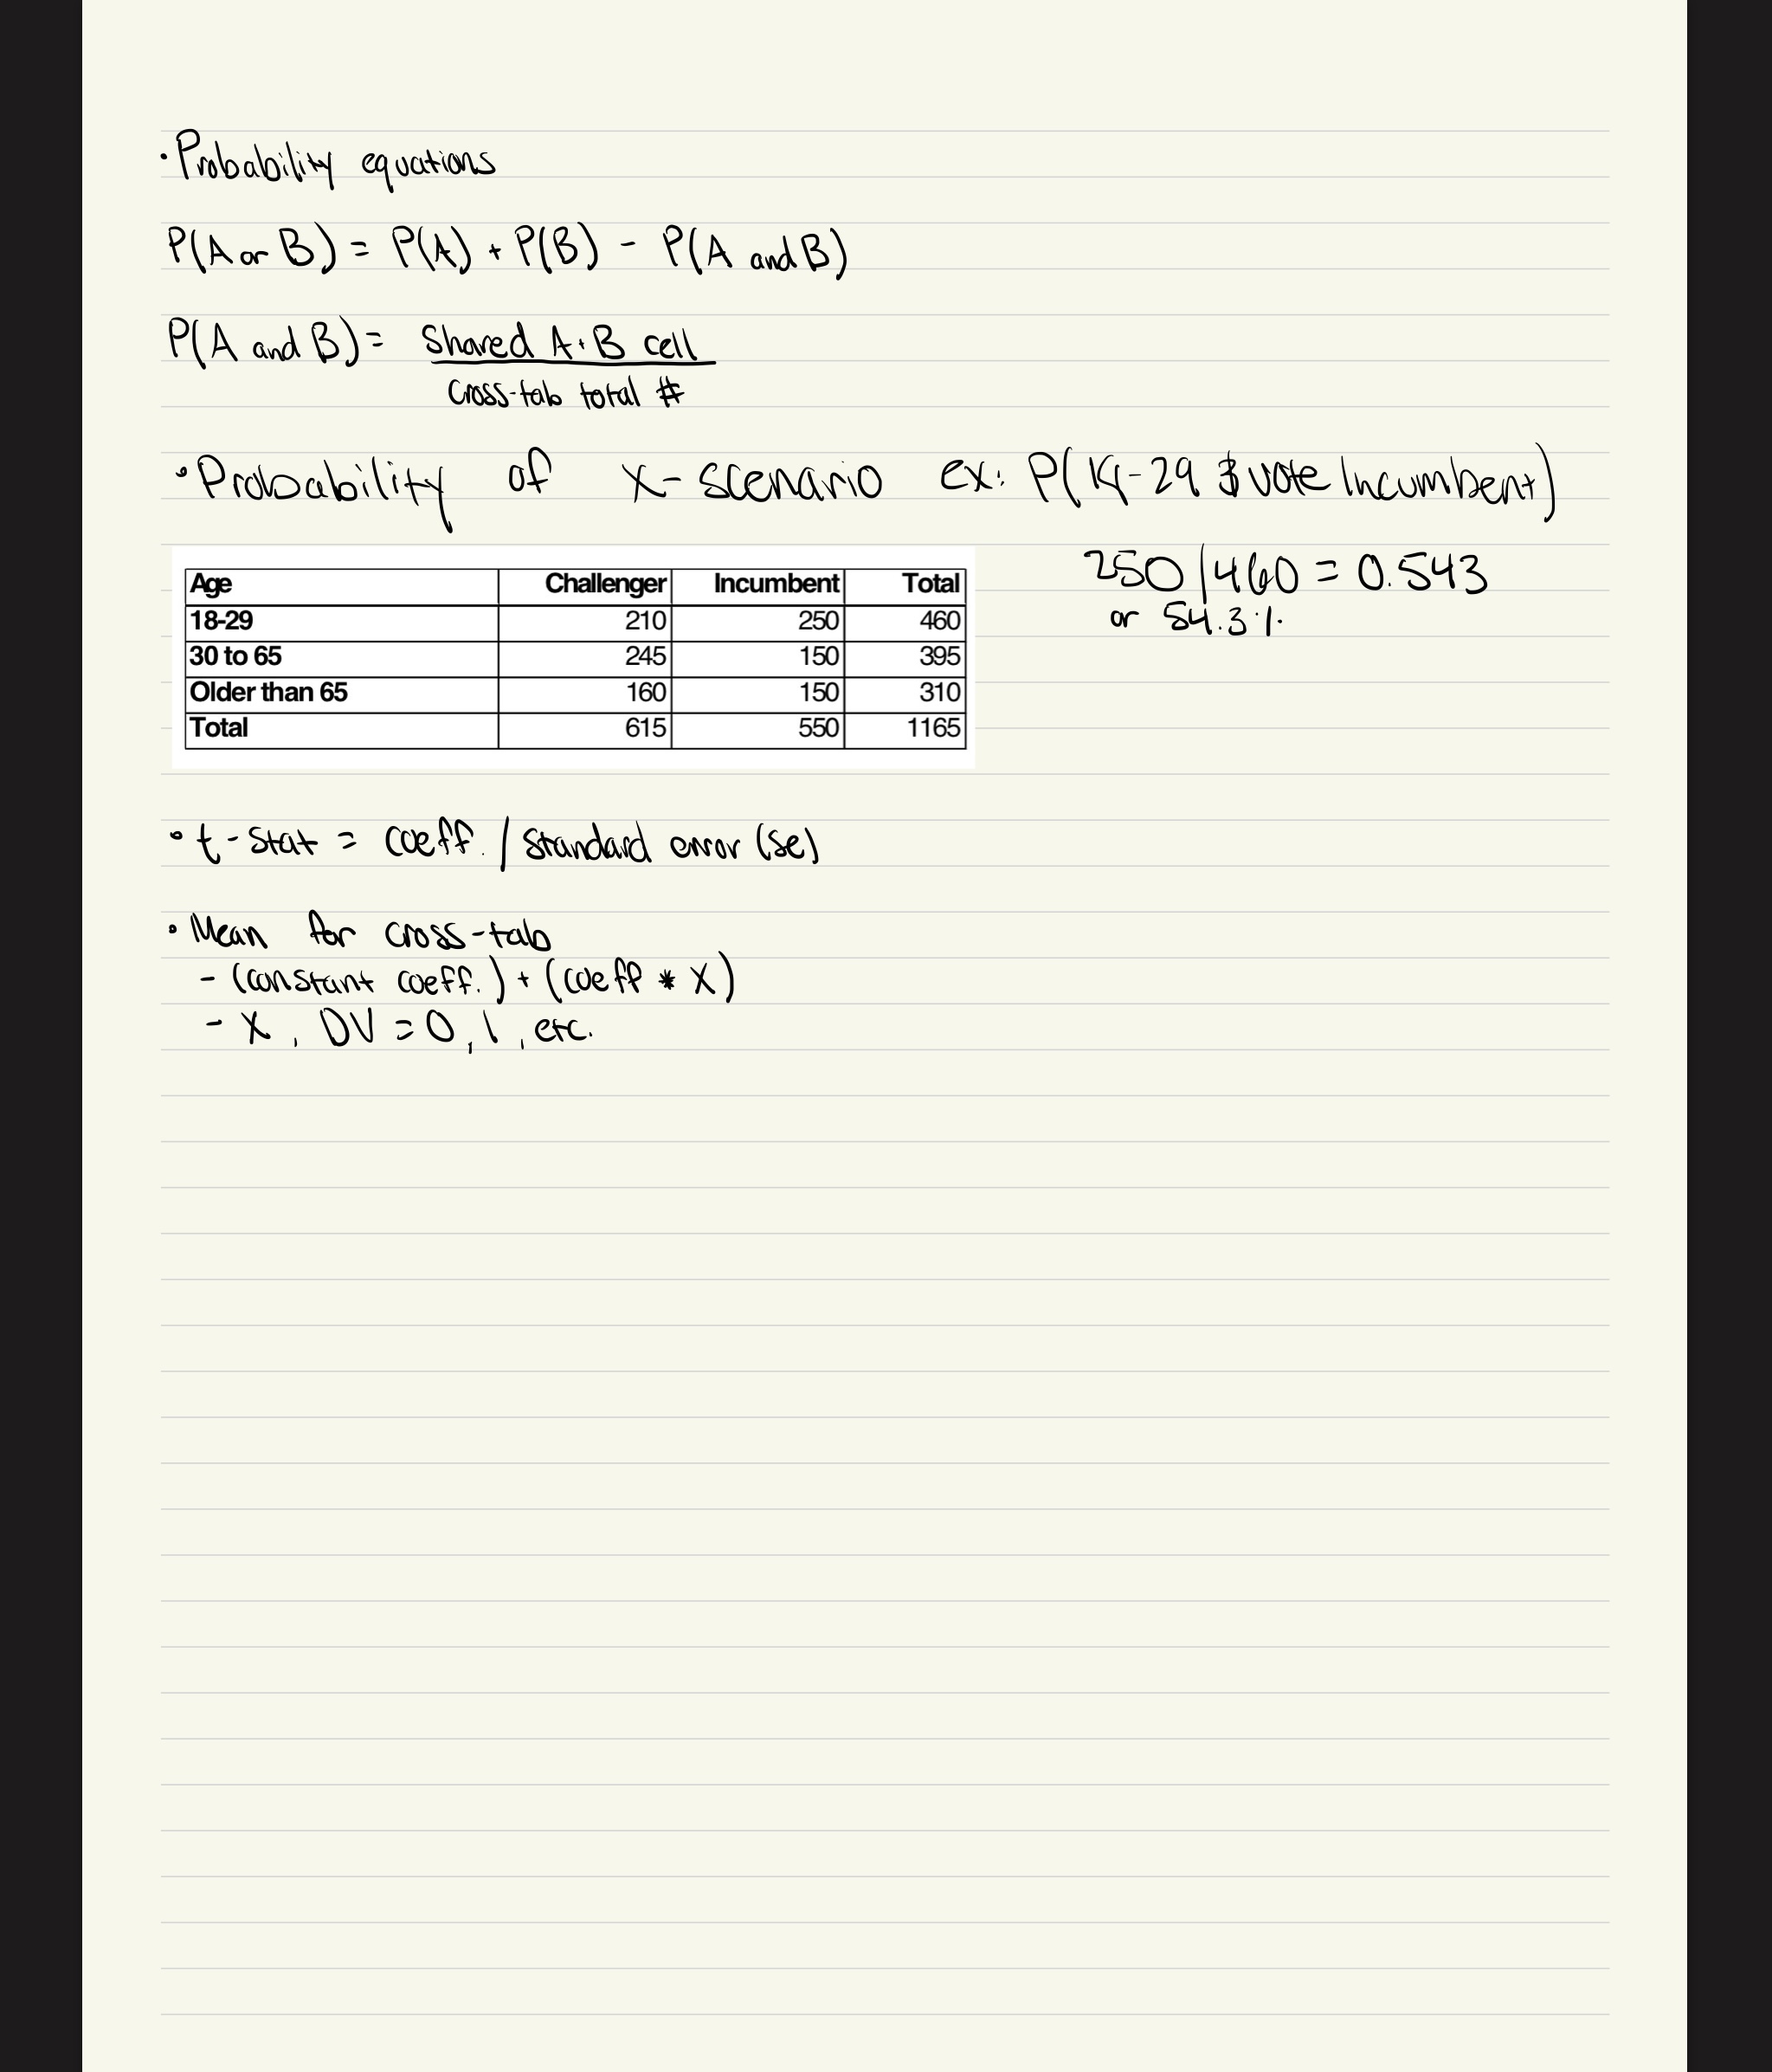 · Probability equations
P(A or B) = P(A) + P(B) - P(A and B)
P(A and B) = shared A + B cell
cross-tab total #
• Probability of X - scenario ex: P(18-29 & vote Incumbent)
250/460 = 0.543
or 54.3%
Age Challenger Incumbent Total
18-29 210 250 460
30 to 65 245 150 395
Older than 65 160 150 310
Total 615 550 1165
• t-stat = coeff. / standard error (se)
• Mean for cross-tab
- (constant coeff.) + (coeff * X)
- X, DV = 0, 1, etc.